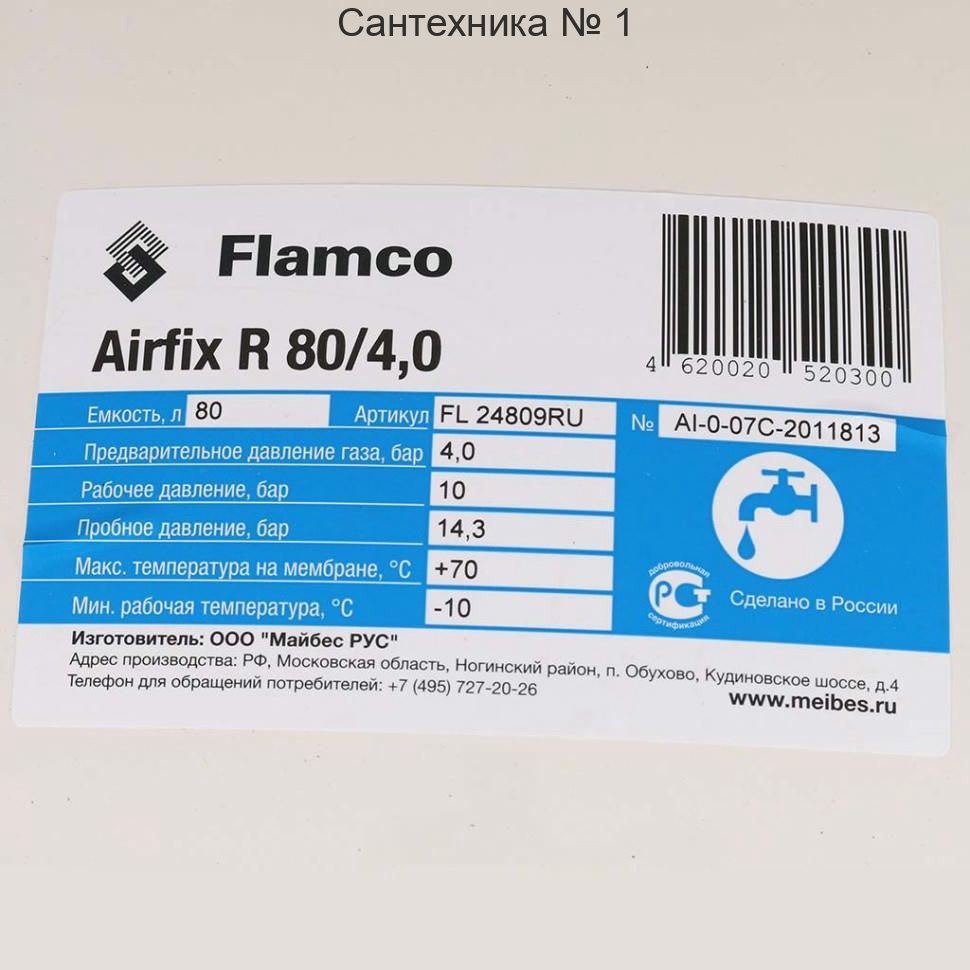 Сантехника № 1
Flamco
Airfix R 80/4,0
4 620020 520300
Емкость, л 80 Артикул FL 24809RU № AI-0-07C-2011813
Предварительное давление газа, бар 4,0
Рабочее давление, бар 10
Пробное давление, бар 14,3
Макс. температура на мембране, °С +70
Мин. рабочая температура, °С -10
добровольная
РСТ
сертификация
Сделано в России
Изготовитель: ООО "Майбес РУС"
Адрес производства: РФ, Московская область, Ногинский район, п. Обухово, Кудиновское шоссе, д.4
Телефон для обращений потребителей: +7 (495) 727-20-26
www.meibes.ru